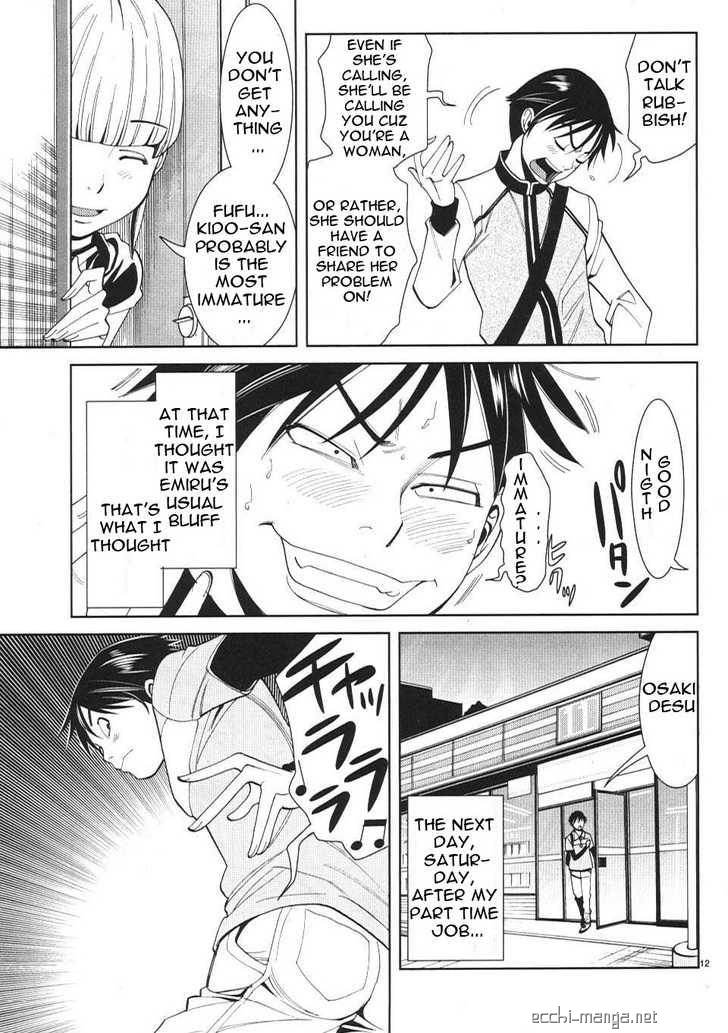 DON'T
TALK
RUB-
BISH!
EVEN IF
SHE'S
CALLING,
SHE'LL BE
CALLING
YOU CUZ
YOU'RE A
WOMAN,
OR RATHER,
SHE SHOULD
HAVE A
FRIEND TO
SHARE HER
PROBLEM
ON!
YOU
DON'T
GET
ANY-
THING
...
FUFU...
KIDO-SAN
PROBABLY
IS THE
MOST
IMMATURE
...
GOOD
NIGTH
パタン
...
IMMATURE?
ピクッ
AT THAT
TIME, I
THOUGHT
IT WAS
EMIRU'S
USUAL
BLUFF
THAT'S
WHAT I
THOUGHT
OSAKI
DESU
11
THE NEXT
DAY,
SATUR-
DAY,
AFTER MY
PART TIME
JOB...
チャッラララ♪♫
12
ecchi-manga.net